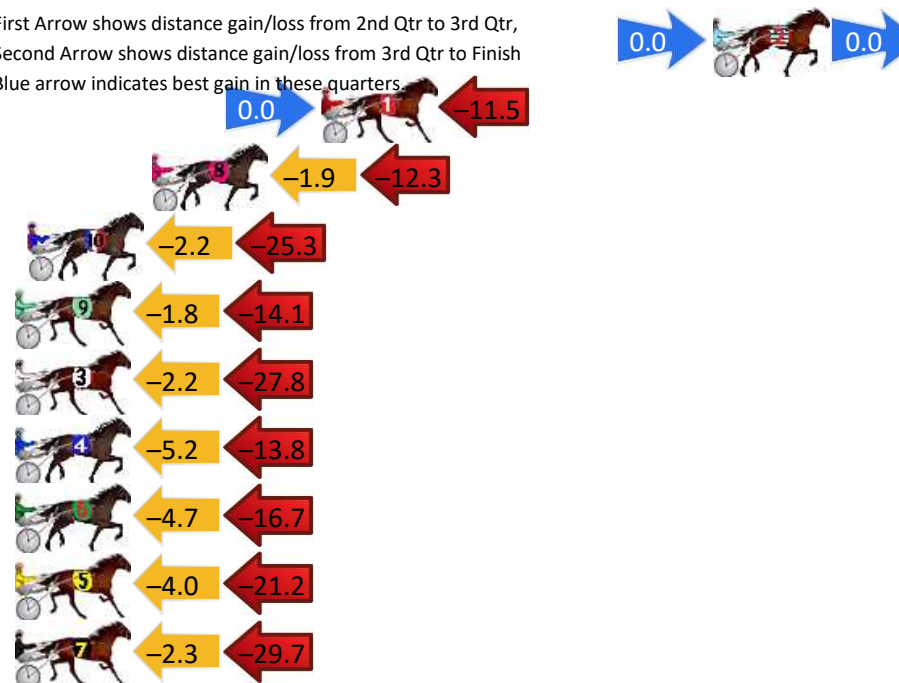 First Arrow shows distance gain/loss from 2nd Qtr to 3rd Qtr,
Second Arrow shows distance gain/loss from 3rd Qtr to Finish
Blue arrow indicates best gain in these quarters.
0.0 2 0.0
0.0 1 –11.5
8 –1.9 –12.3
10 –2.2 –25.3
9 –1.8 –14.1
3 –2.2 –27.8
4 –5.2 –13.8
6 –4.7 –16.7
5 –4.0 –21.2
7 –2.3 –29.7